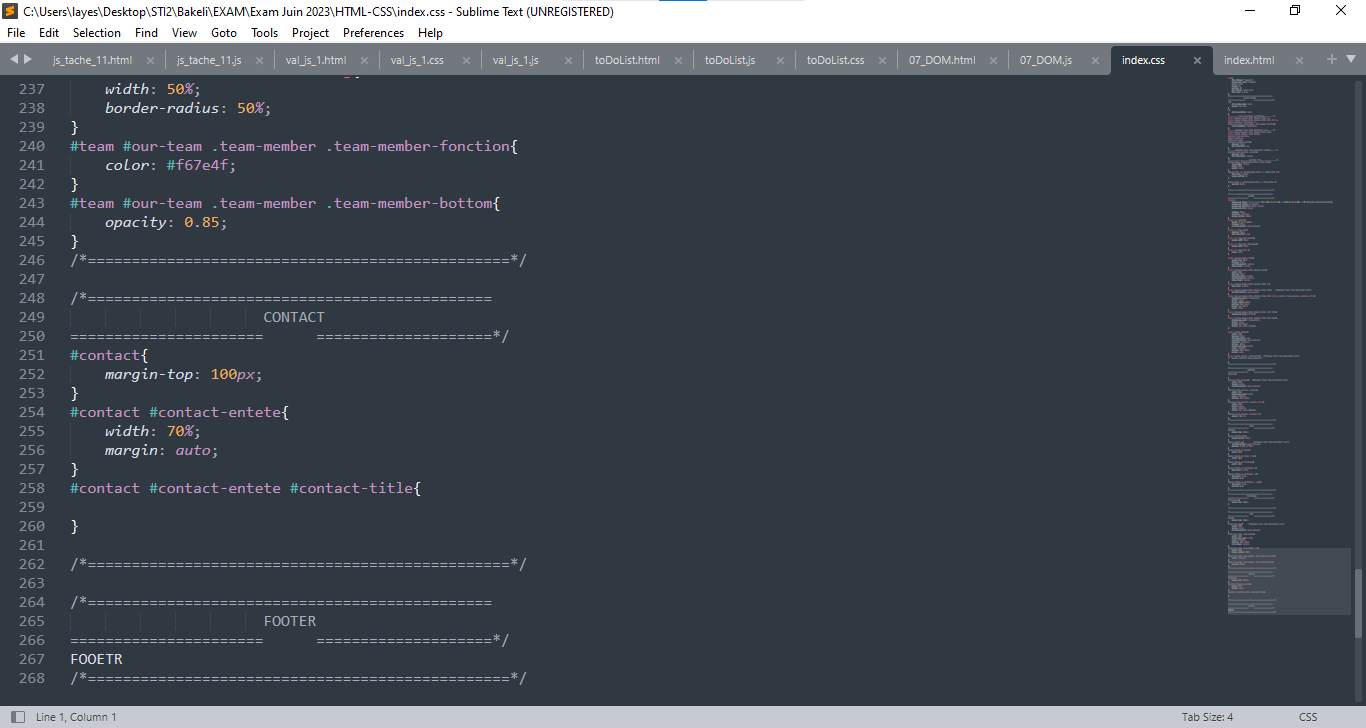 C:\Users\layes\Desktop\STI2\Bakeli\EXAM\Exam Juin 2023\HTML-CSS\index.css - Sublime Text (UNREGISTERED)
File Edit Selection Find View Goto Tools Project Preferences Help
js_tache_11.html js_tache_11.js val_js_1.html val_js_1.css val_js_1.js toDoList.html toDoList.js toDoList.css 07_DOM.html 07_DOM.js index.css index.html
237 width: 50%;
238 border-radius: 50%;
239 }
240 #team #our-team .team-member .team-member-fonction{
241 color: #f67e4f;
242 }
243 #team #our-team .team-member .team-member-bottom{
244 opacity: 0.85;
245 }
246 /*================================================*/
247
248 /*==============================================
249 CONTACT
250 ====================== ====================*/
251 #contact{
252 margin-top: 100px;
253 }
254 #contact #contact-entete{
255 width: 70%;
256 margin: auto;
257 }
258 #contact #contact-entete #contact-title{
259
260 }
261
262 /*================================================*/
263
264 /*==============================================
265 FOOTER
266 ====================== ====================*/
267 FOOETR
268 /*================================================*/
Line 1, Column 1 Tab Size: 4 CSS